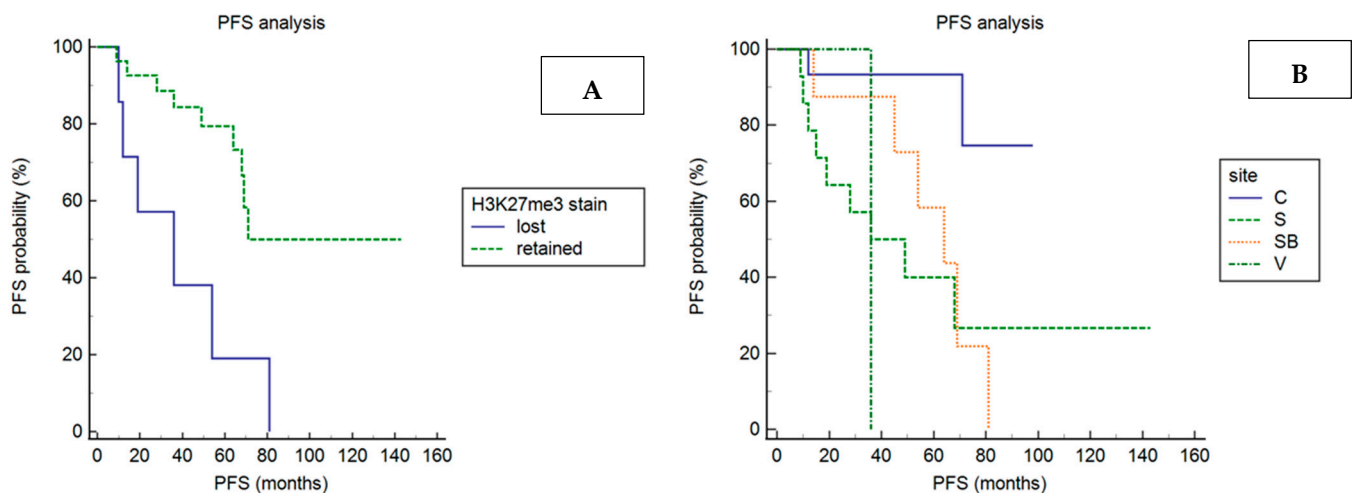 PFS analysis
A
PFS probability (%)
100
80
60
40
20
0
0 20 40 60 80 100 120 140 160
PFS (months)
H3K27me3 stain
lost
retained
PFS analysis
B
PFS probability (%)
100
80
60
40
20
0
0 20 40 60 80 100 120 140 160
PFS (months)
site
C
S
SB
V